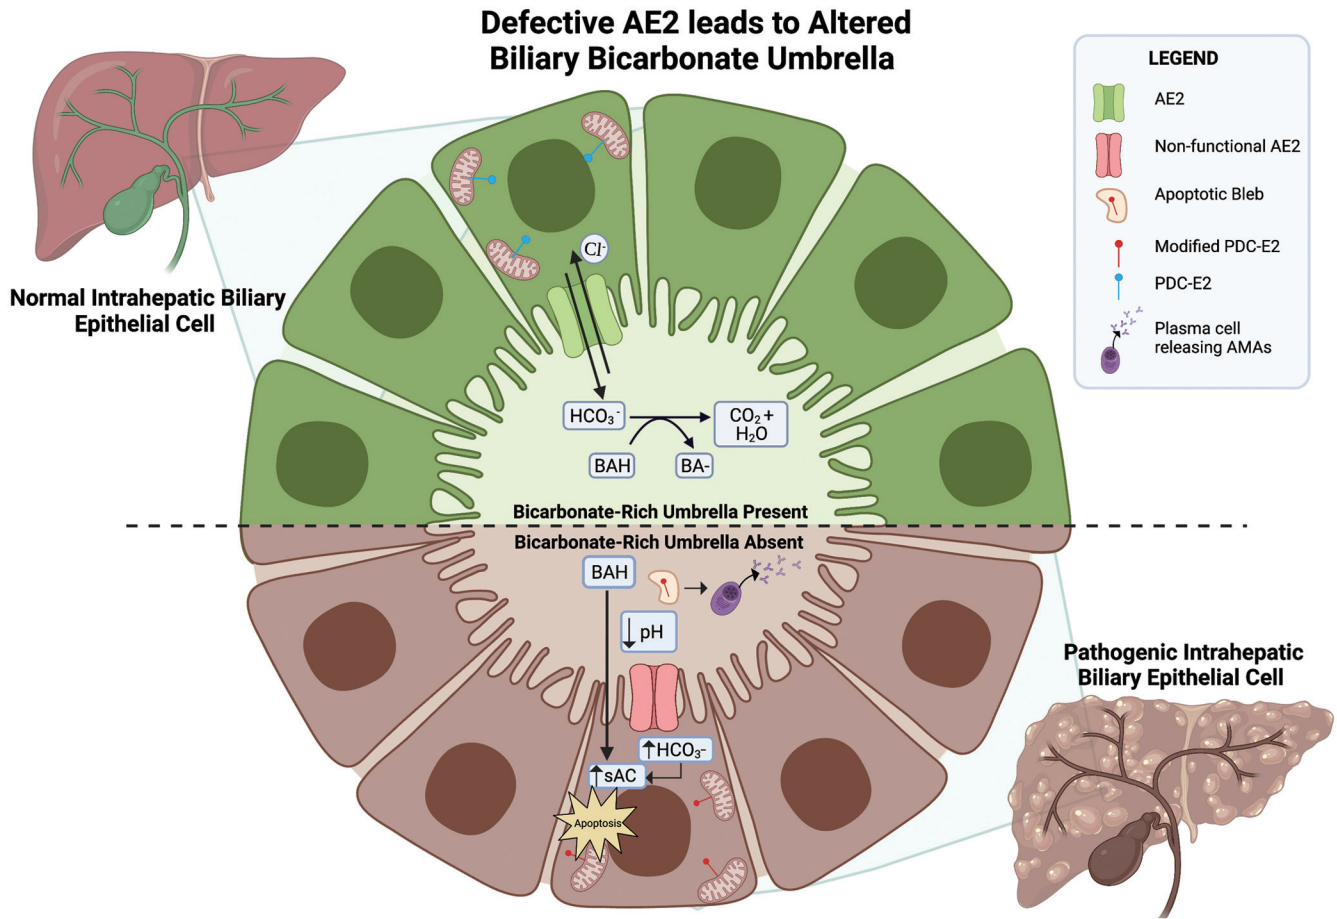 Defective AE2 leads to Altered
Biliary Bicarbonate Umbrella
LEGEND
AE2
Non-functional AE2
Apoptotic Bleb
Modified PDC-E2
PDC-E2
Plasma cell
releasing AMAs
Normal Intrahepatic Biliary
Epithelial Cell
Cl-
HCO₃-
CO₂ +
H₂O
BAH
BA-
Bicarbonate-Rich Umbrella Present
Bicarbonate-Rich Umbrella Absent
BAH
↓ pH
↑HCO₃-
↑sAC
Apoptosis
Pathogenic Intrahepatic
Biliary Epithelial Cell